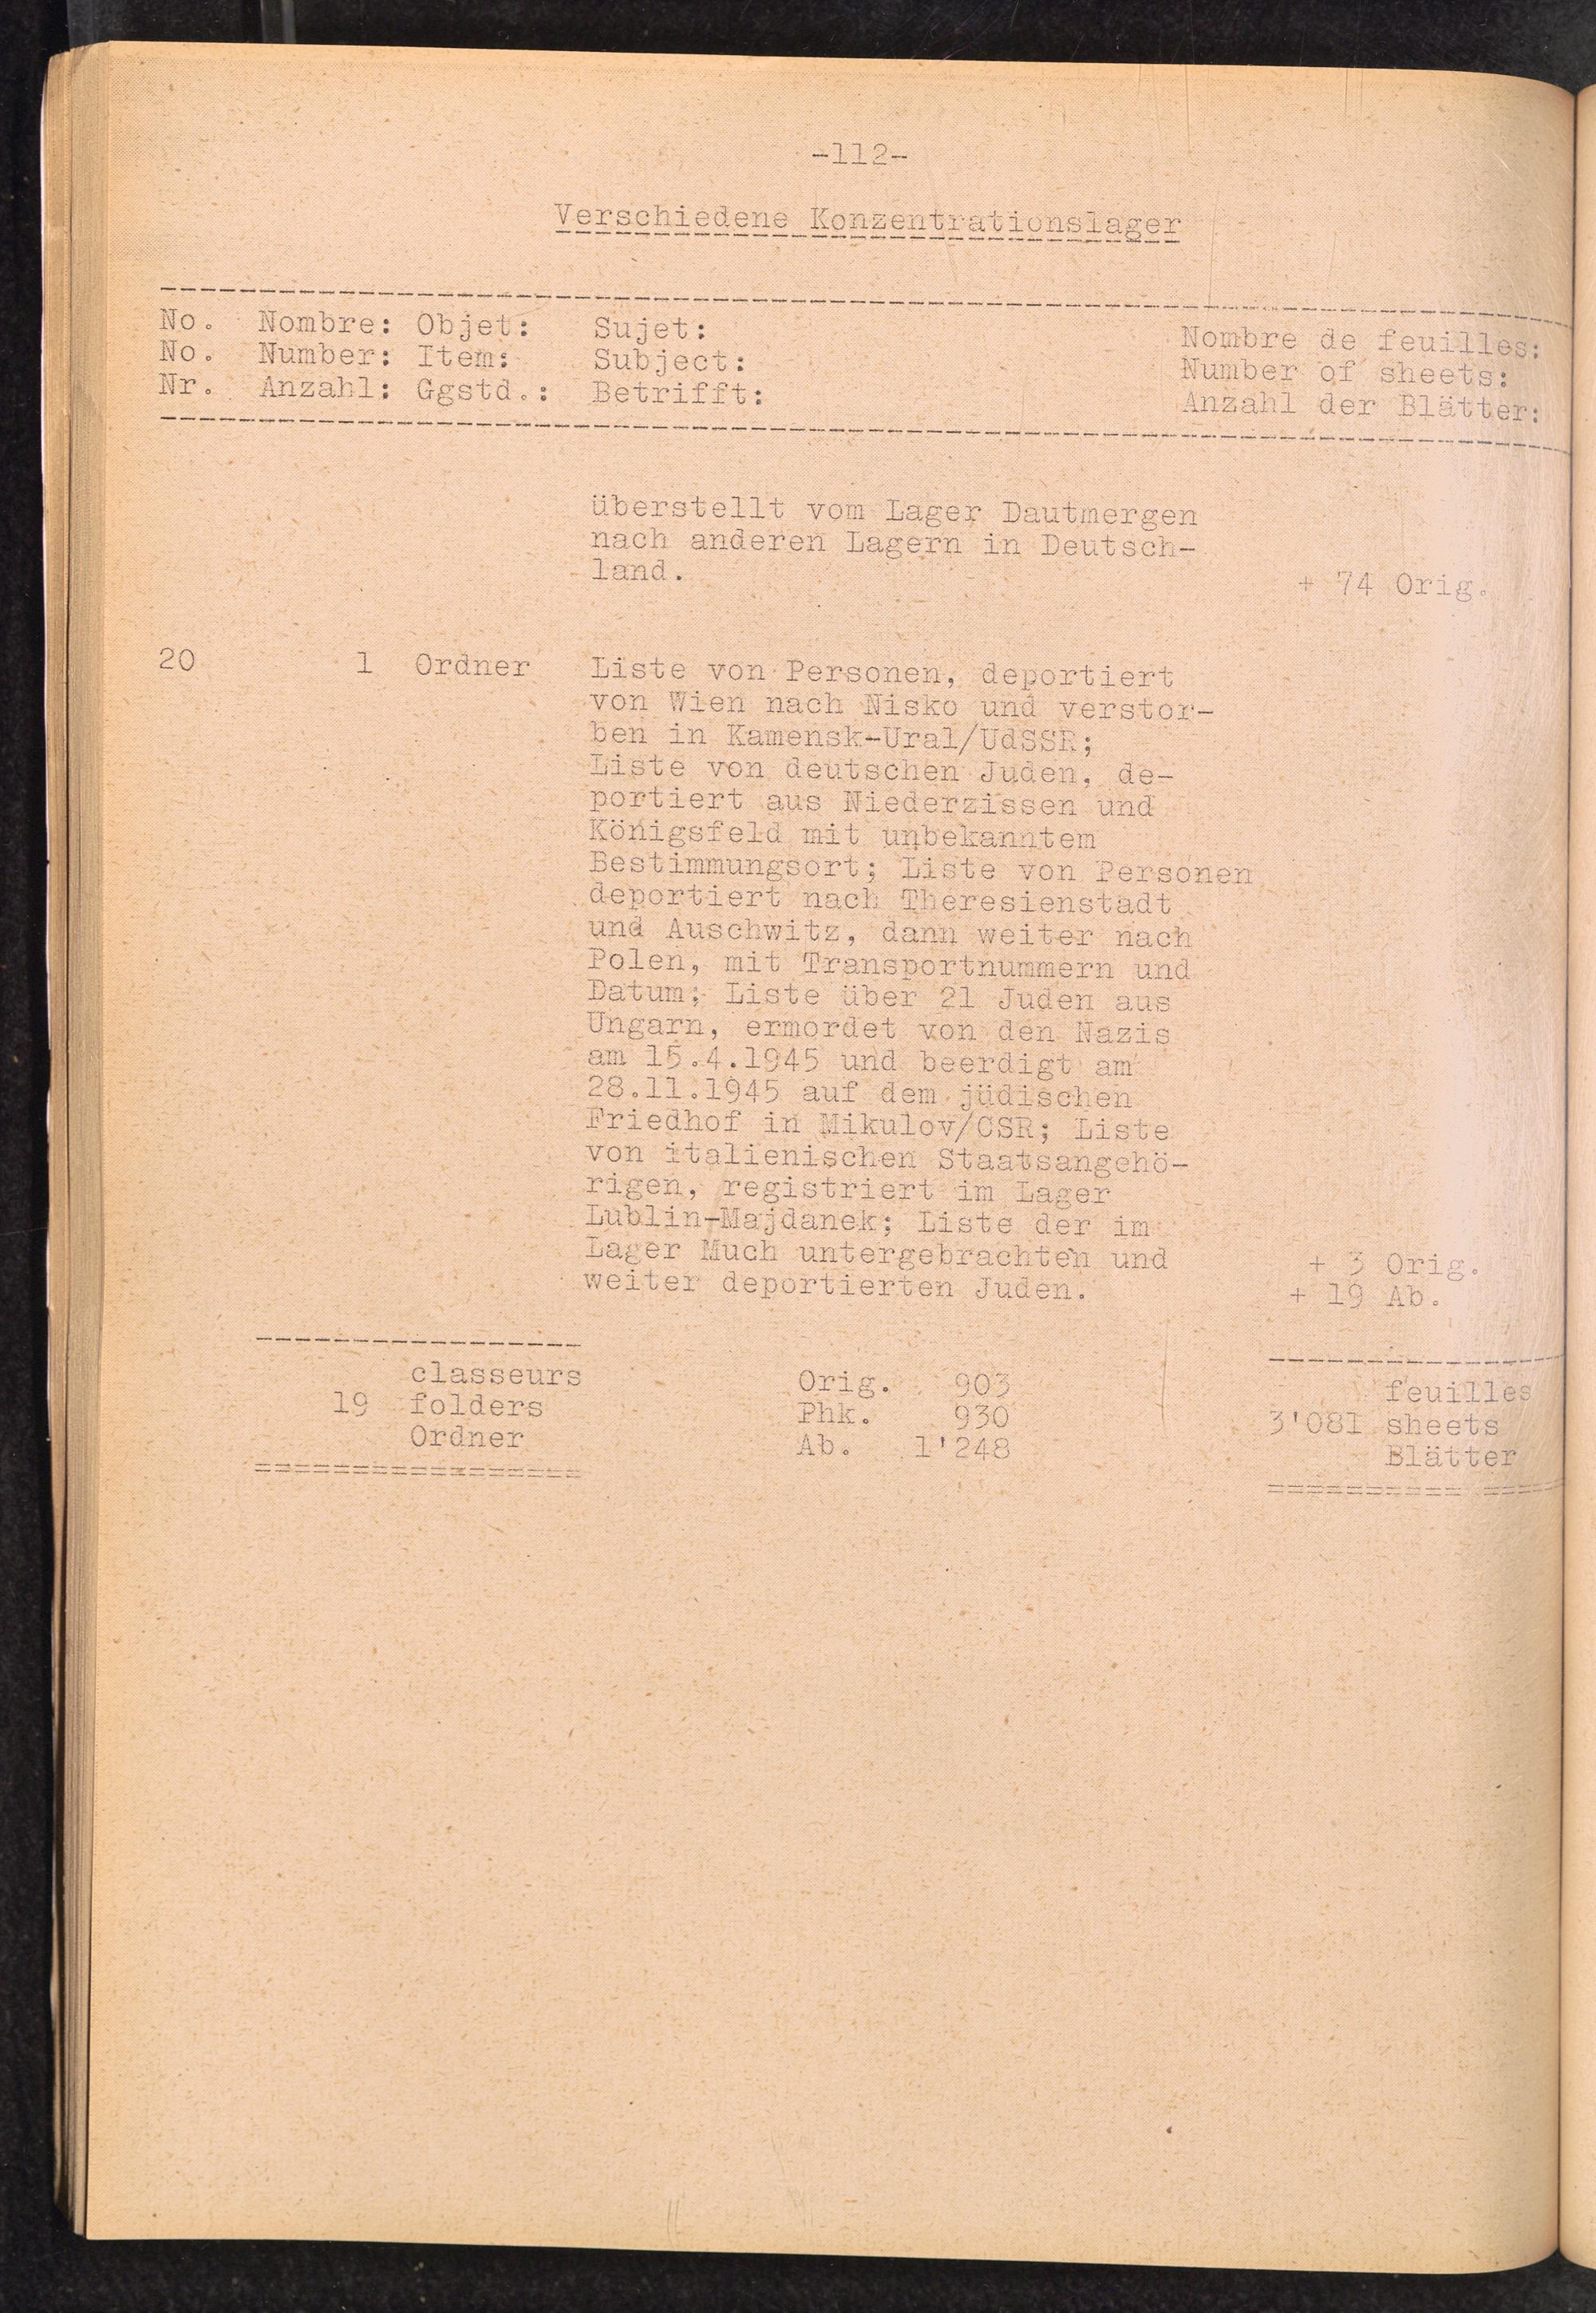 -112-
Verschiedene Konzentrationslager
No. Nombre: Objet: Sujet: Nombre de feuilles:
No. Number: Item: Subject: Number of sheets:
Nr. Anzahl: Ggstd.: Betrifft: Anzahl der Blätter:
überstellt vom Lager Dautmergen
nach anderen Lagern in Deutsch-
land. + 74 Orig.
20 1 Ordner Liste von Personen, deportiert
von Wien nach Nisko und verstor-
ben in Kamensk-Ural/UdSSR;
Liste von deutschen Juden, de-
portiert aus Niederzissen und
Königsfeld mit unbekanntem
Bestimmungsort; Liste von Personen
deportiert nach Theresienstadt
und Auschwitz, dann weiter nach
Polen, mit Transportnummern und
Datum; Liste über 21 Juden aus
Ungarn, ermordet von den Nazis
am 15.4.1945 und beerdigt am
28.11.1945 auf dem jüdischen
Friedhof in Mikulov/CSR; Liste
von italienischen Staatsangehö-
rigen, registriert im Lager
Lublin-Majdanek; Liste der im
Lager Much untergebrachten und + 3 Orig.
weiter deportierten Juden. + 19 Ab.
classeurs Orig. 903 feuilles
19 folders Phk. 930 3'081 sheets
Ordner Ab. 1'248 Blätter